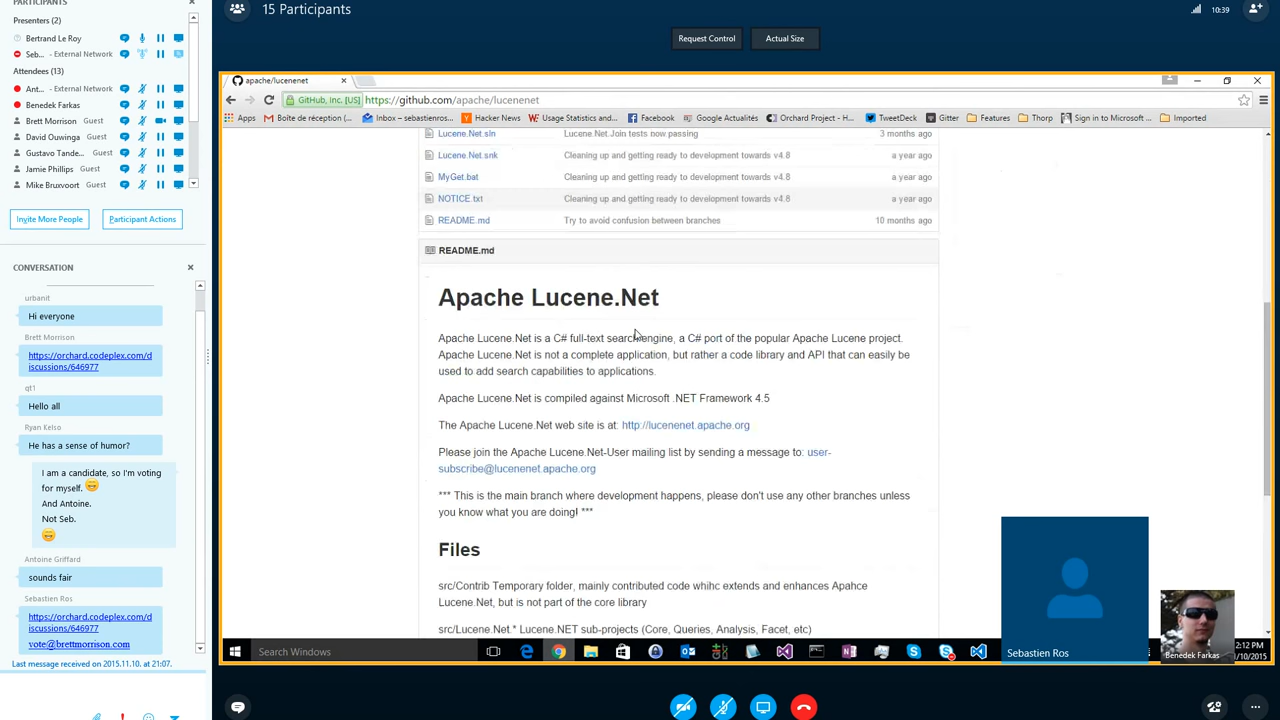 PARTICIPANTS
Presenters (2)
Bertrand Le Roy
Seb... - External Network
Attendees (13)
Ant... - External Network
Benedek Farkas
Brett Morrison Guest
David Ouwinga Guest
Gustavo Tande... Guest
Jamie Phillips Guest
Mike Bruxvoort Guest
Invite More People
Participant Actions
CONVERSATION
urbanit
Hi everyone
Brett Morrison
https://orchard.codeplex.com/d
iscussions/646977
qt1
Hello all
Ryan Kelso
He has a sense of humor?
I am a candidate, so I'm voting
for myself.
And Antoine.
Not Seb.
Antoine Griffard
sounds fair
Sebastien Ros
https://orchard.codeplex.com/d
iscussions/646977
vote@brettmorrison.com
Last message received on 2015.11.10. at 21:07.
15 Participants
10:39
Request Control
Actual Size
apache/lucenenet
GitHub, Inc. [US]
https://github.com/apache/lucenenet
Apps
Boîte de réception (...
Inbox – sebastienros...
Hacker News
Usage Statistics and...
Facebook
Google Actualités
Orchard Project - H...
TweetDeck
Gitter
Features
Thorp
Sign in to Microsoft...
Imported
Lucene.Net.sln Lucene.Net.Join tests now passing 3 months ago
Lucene.Net.snk Cleaning up and getting ready to development towards v4.8 a year ago
MyGet.bat Cleaning up and getting ready to development towards v4.8 a year ago
NOTICE.txt Cleaning up and getting ready to development towards v4.8 a year ago
README.md Try to avoid confusion between branches 10 months ago
README.md
Apache Lucene.Net
Apache Lucene.Net is a C# full-text search engine, a C# port of the popular Apache Lucene project.
Apache Lucene.Net is not a complete application, but rather a code library and API that can easily be
used to add search capabilities to applications.
Apache Lucene.Net is compiled against Microsoft .NET Framework 4.5
The Apache Lucene.Net web site is at: http://lucenenet.apache.org
Please join the Apache Lucene.Net-User mailing list by sending a message to: user-
subscribe@lucenenet.apache.org
*** This is the main branch where development happens, please don't use any other branches unless
you know what you are doing! ***
Files
src/Contrib Temporary folder, mainly contributed code whihc extends and enhances Apahce
Lucene.Net, but is not part of the core library
src/Lucene.Net.* Lucene.NET sub-projects (Core, Queries, Analysis, Facet, etc)
Search Windows
Sebastien Ros
Benedek Farkas
2:12 PM
/10/2015